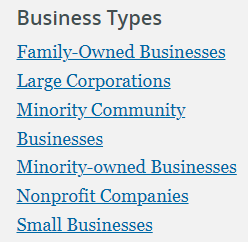 Business Types
Family-Owned Businesses
Large Corporations
Minority Community
Businesses
Minority-owned Businesses
Nonprofit Companies
Small Businesses